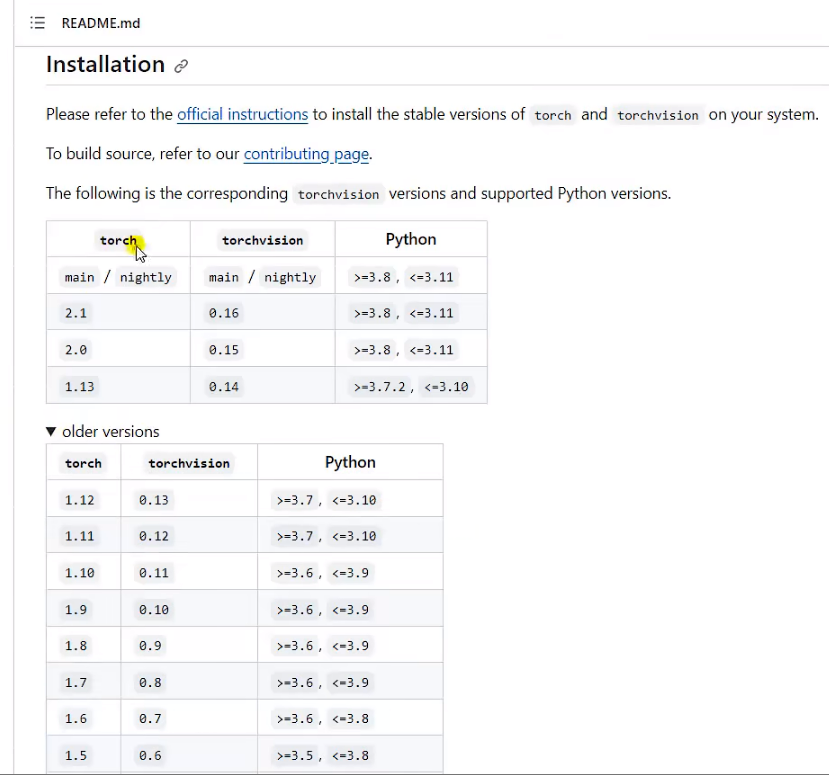 README.md
Installation
Please refer to the official instructions to install the stable versions of torch and torchvision on your system.
To build source, refer to our contributing page.
The following is the corresponding torchvision versions and supported Python versions.
torch torchvision Python
main / nightly main / nightly >=3.8 , <=3.11
2.1 0.16 >=3.8 , <=3.11
2.0 0.15 >=3.8 , <=3.11
1.13 0.14 >=3.7.2 , <=3.10
▼ older versions
torch torchvision Python
1.12 0.13 >=3.7 , <=3.10
1.11 0.12 >=3.7 , <=3.10
1.10 0.11 >=3.6 , <=3.9
1.9 0.10 >=3.6 , <=3.9
1.8 0.9 >=3.6 , <=3.9
1.7 0.8 >=3.6 , <=3.9
1.6 0.7 >=3.6 , <=3.8
1.5 0.6 >=3.5 , <=3.8